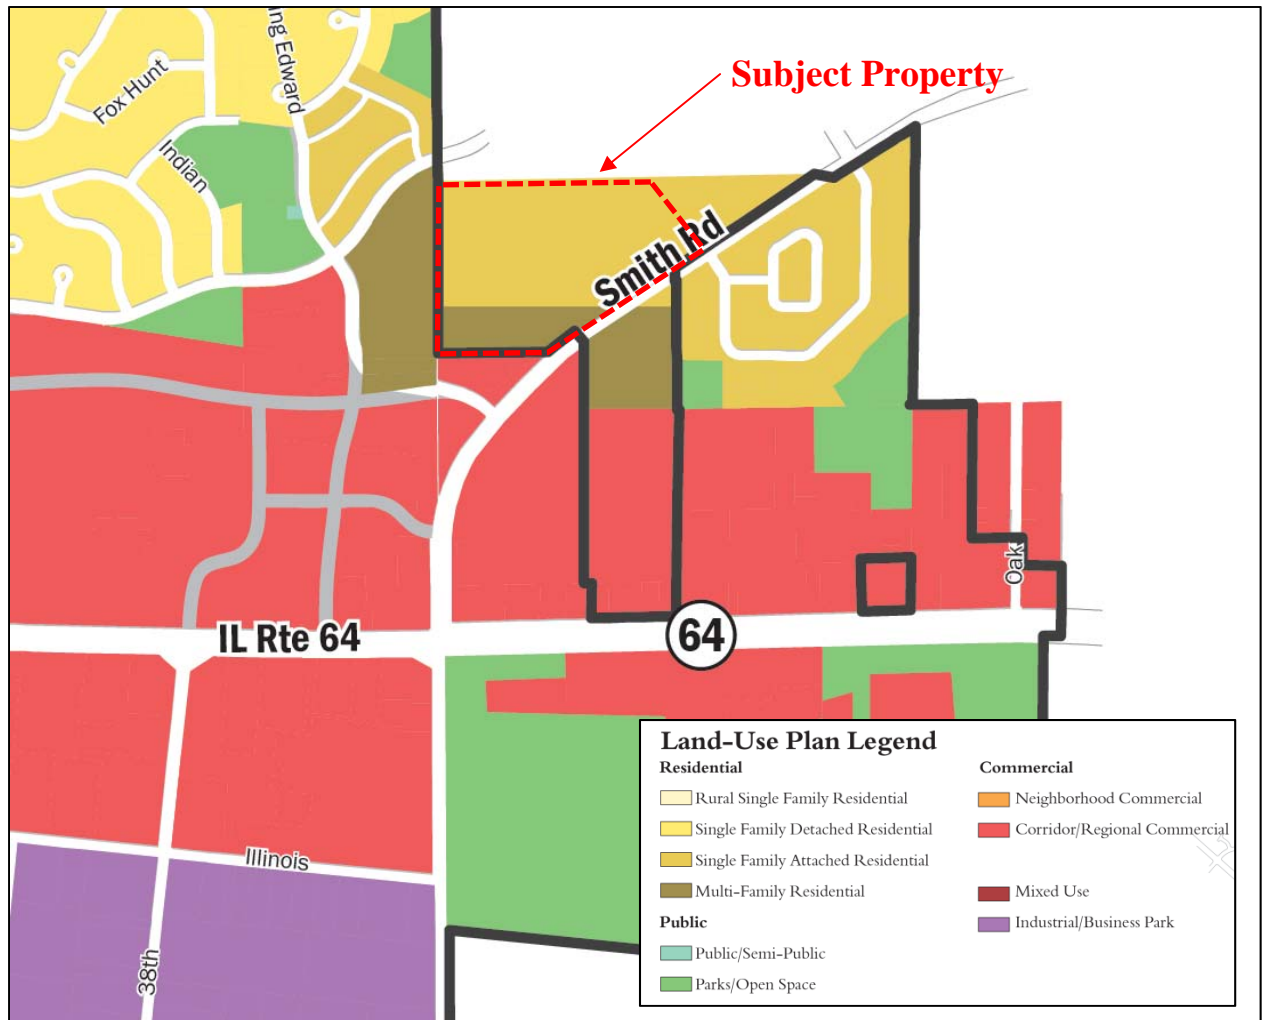 ng Edward
Fox Hunt
Indian
Subject Property
Smith Rd
Oak
IL Rte 64
64
Illinois
38th
Land-Use Plan Legend
Residential
Rural Single Family Residential
Single Family Detached Residential
Single Family Attached Residential
Multi-Family Residential
Public
Public/Semi-Public
Parks/Open Space
Commercial
Neighborhood Commercial
Corridor/Regional Commercial
Mixed Use
Industrial/Business Park